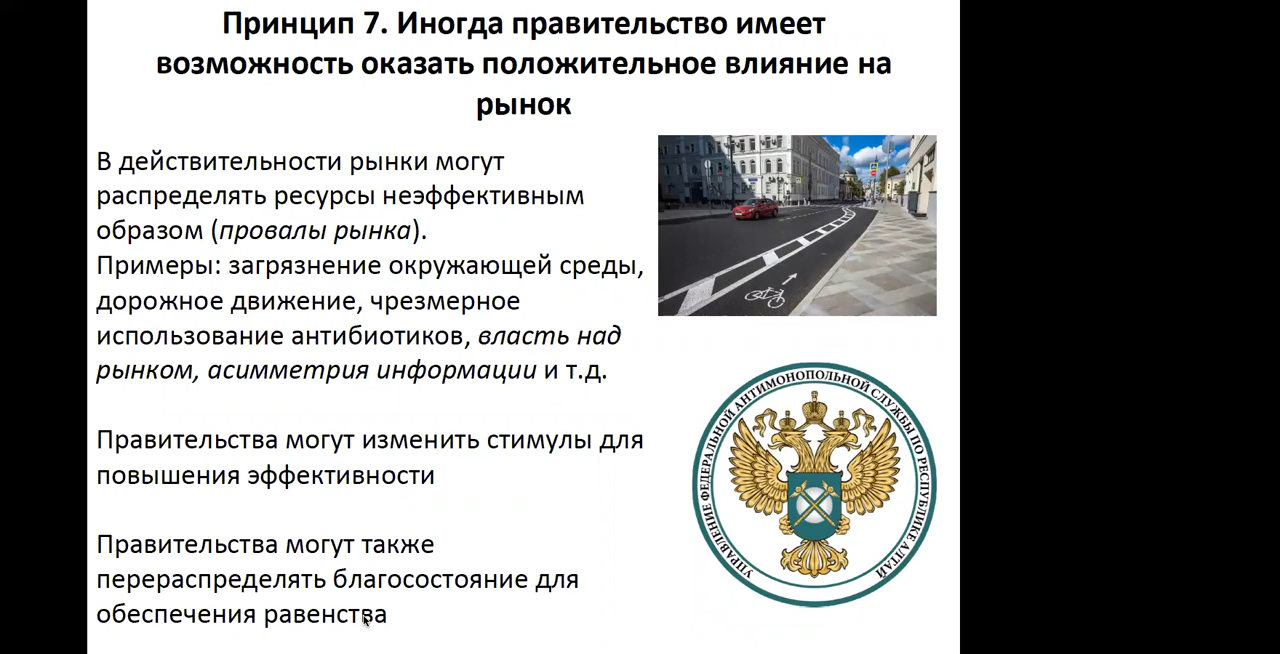 Принцип 7. Иногда правительство имеет
возможность оказать положительное влияние на
рынок
В действительности рынки могут
распределять ресурсы неэффективным
образом (провалы рынка).
Примеры: загрязнение окружающей среды,
дорожное движение, чрезмерное
использование антибиотиков, власть над
рынком, асимметрия информации и т.д.
Правительства могут изменить стимулы для
повышения эффективности
Правительства могут также
перераспределять благосостояние для
обеспечения равенства
УПРАВЛЕНИЕ ФЕДЕРАЛЬНОЙ АНТИМОНОПОЛЬНОЙ СЛУЖБЫ ПО РЕСПУБЛИКЕ АЛТАЙ